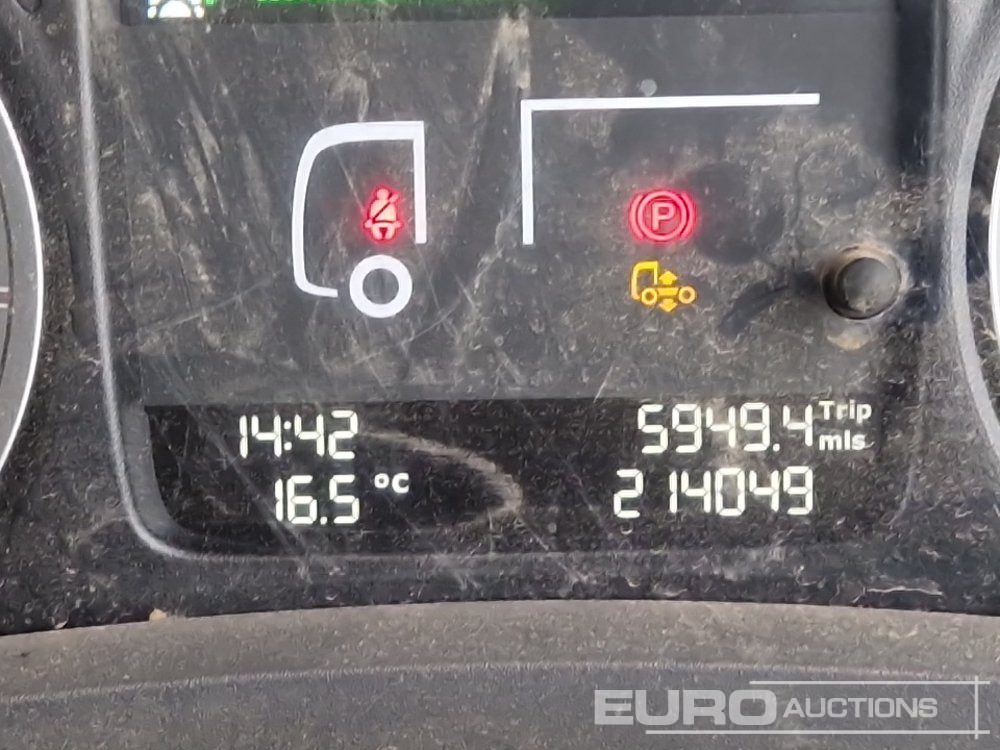 P
14:42
5949.4 Trip mls
16.5 °C
214049
EURO AUCTIONS